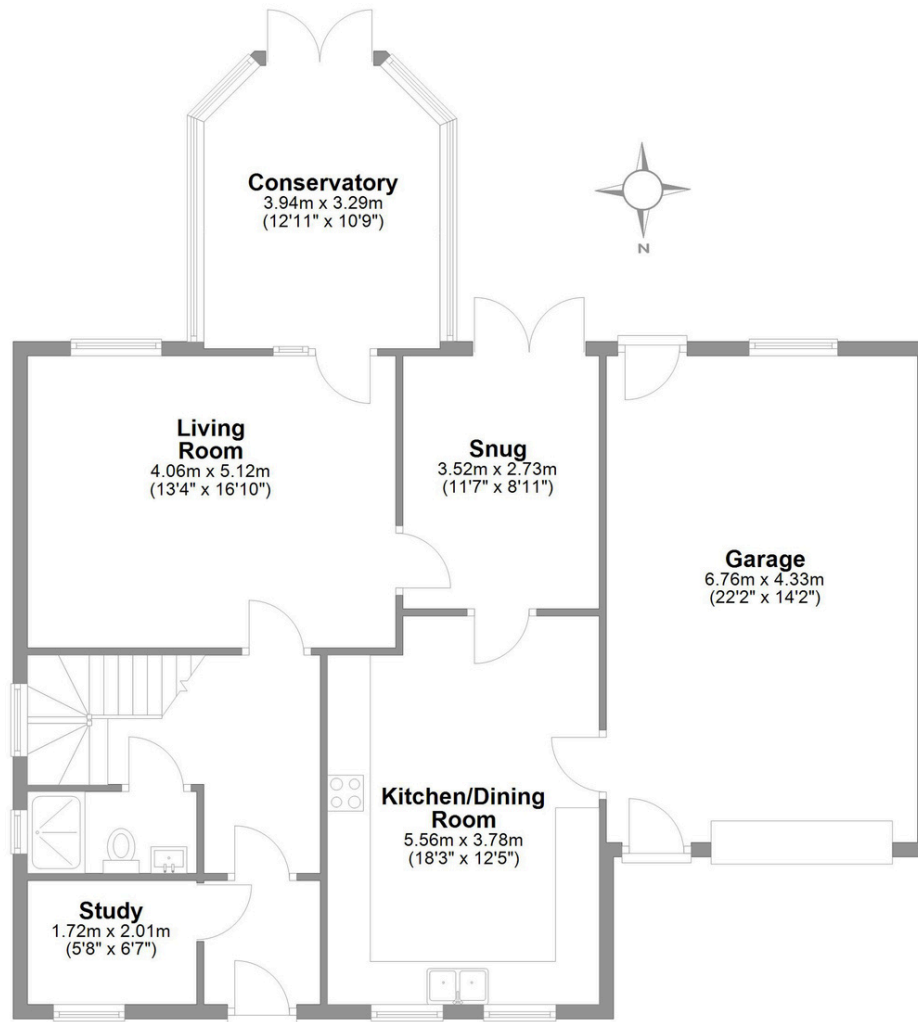 Conservatory
3.94m x 3.29m
(12'11" x 10'9")
N
Living
Room
4.06m x 5.12m
(13'4" x 16'10")
Snug
3.52m x 2.73m
(11'7" x 8'11")
Garage
6.76m x 4.33m
(22'2" x 14'2")
Kitchen/Dining
Room
5.56m x 3.78m
(18'3" x 12'5")
Study
1.72m x 2.01m
(5'8" x 6'7")